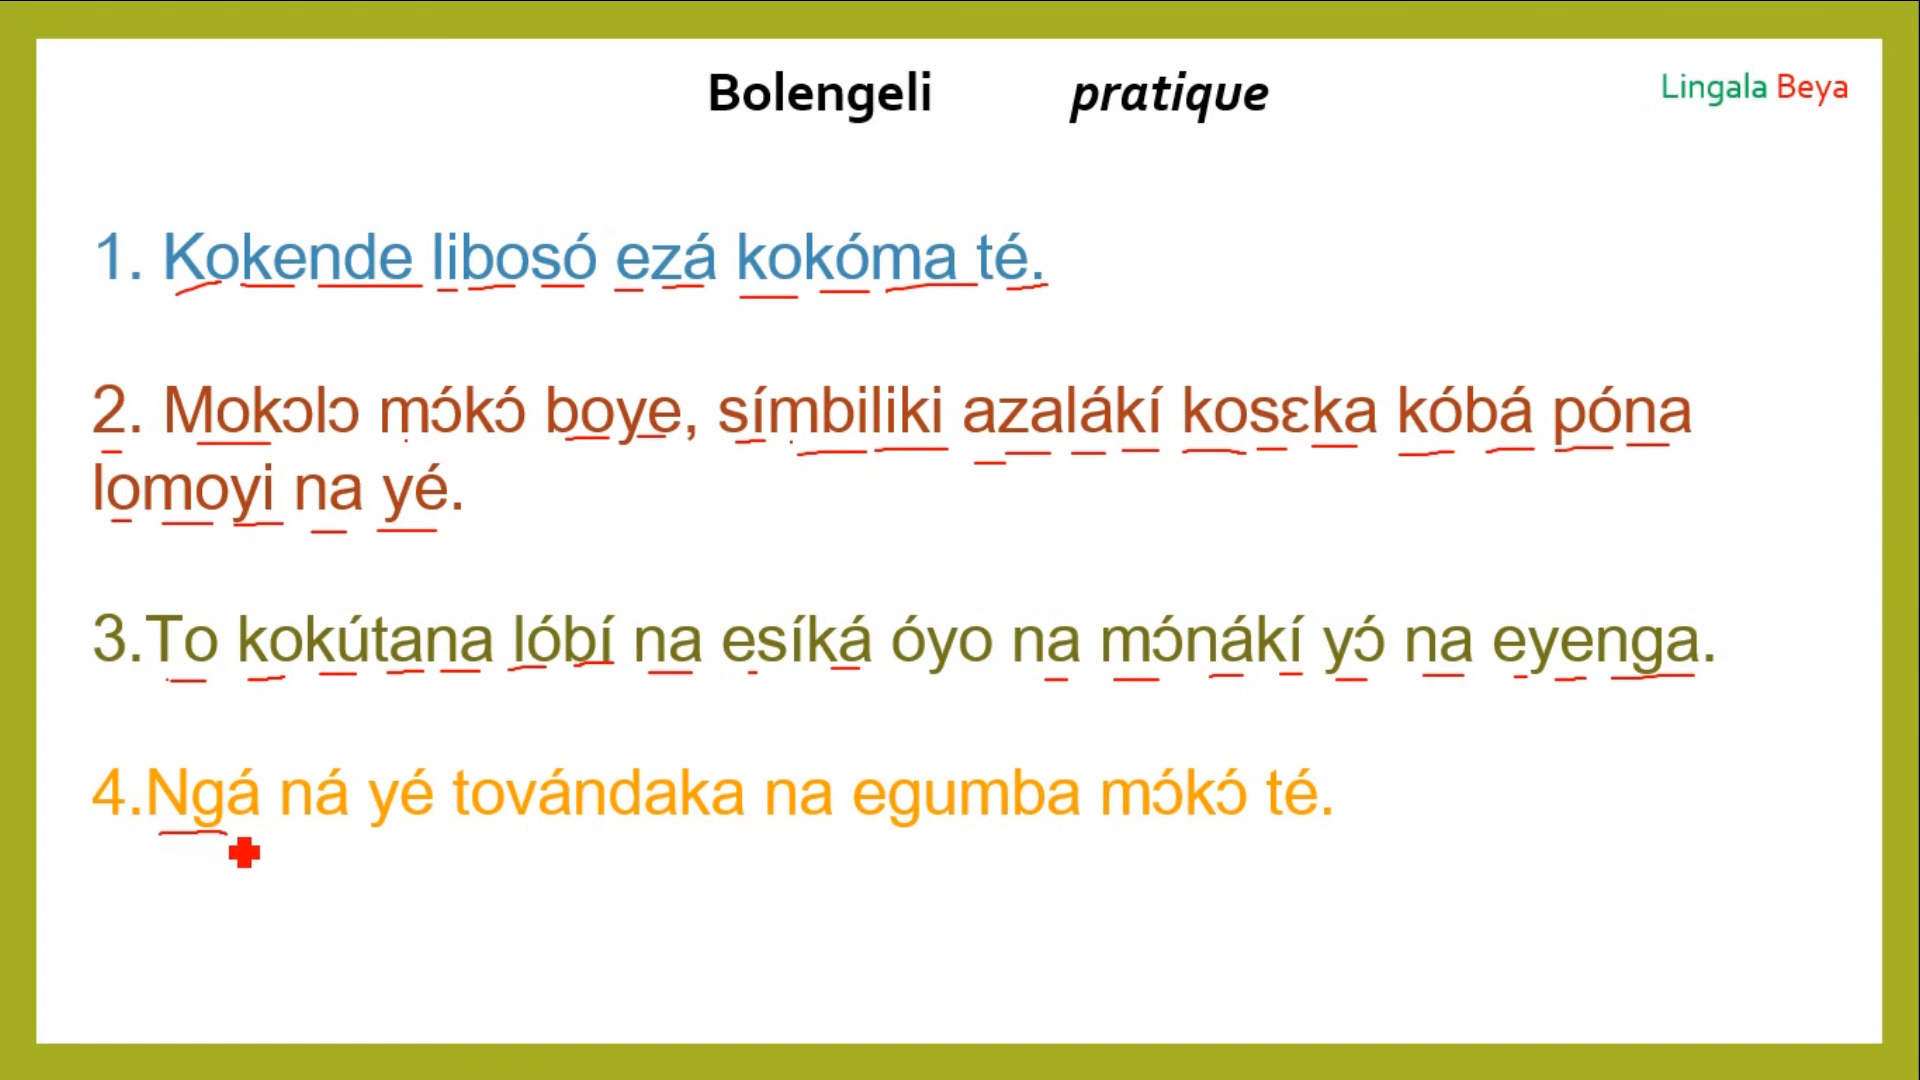 Bolengeli pratique
Lingala Beya
1. Kokende libosó ezá kokóma té.
2. Mokɔlɔ mɔ́kɔ́ boye, símbiliki azalákí kosɛka kóbá póna
lomoyi na yé.
3.To kokútana lóbí na esíká óyo na mɔ́nákí yɔ́ na eyenga.
4.Ngá ná yé továndaka na egumba mɔ́kɔ́ té.